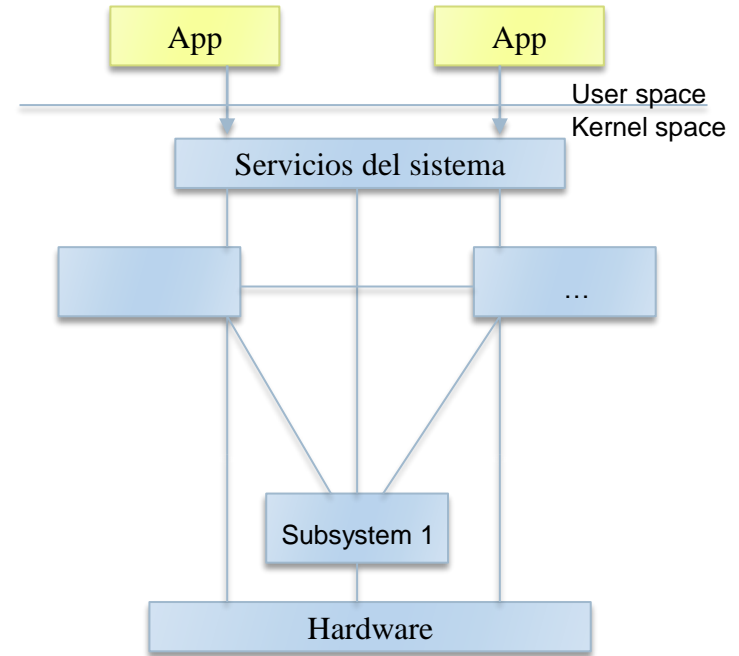 App
App
User space
Kernel space
Servicios del sistema
...
Subsystem 1
Hardware